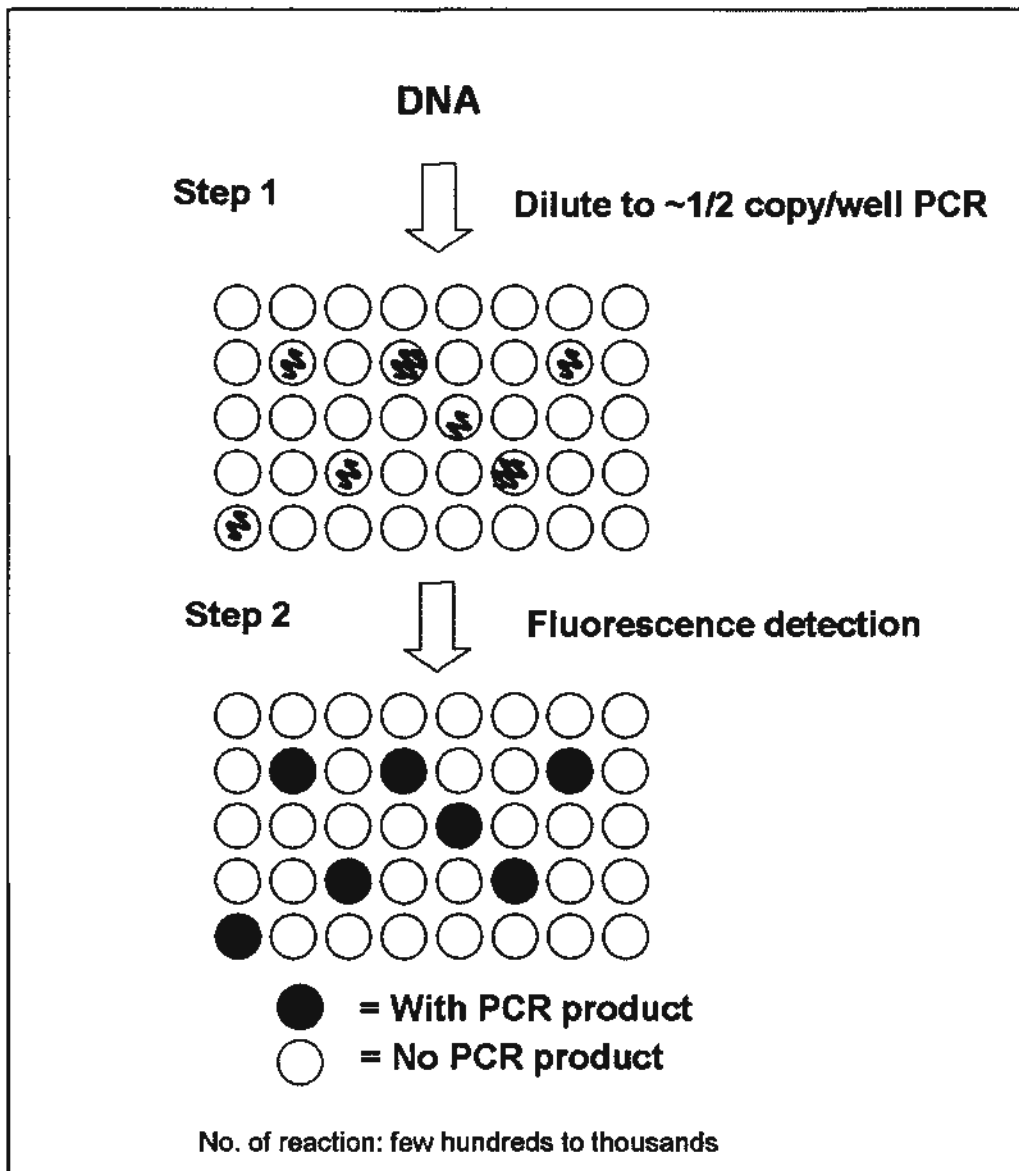 DNA
Step 1
Dilute to ~1/2 copy/well PCR
Step 2
Fluorescence detection
= With PCR product
= No PCR product
No. of reaction: few hundreds to thousands